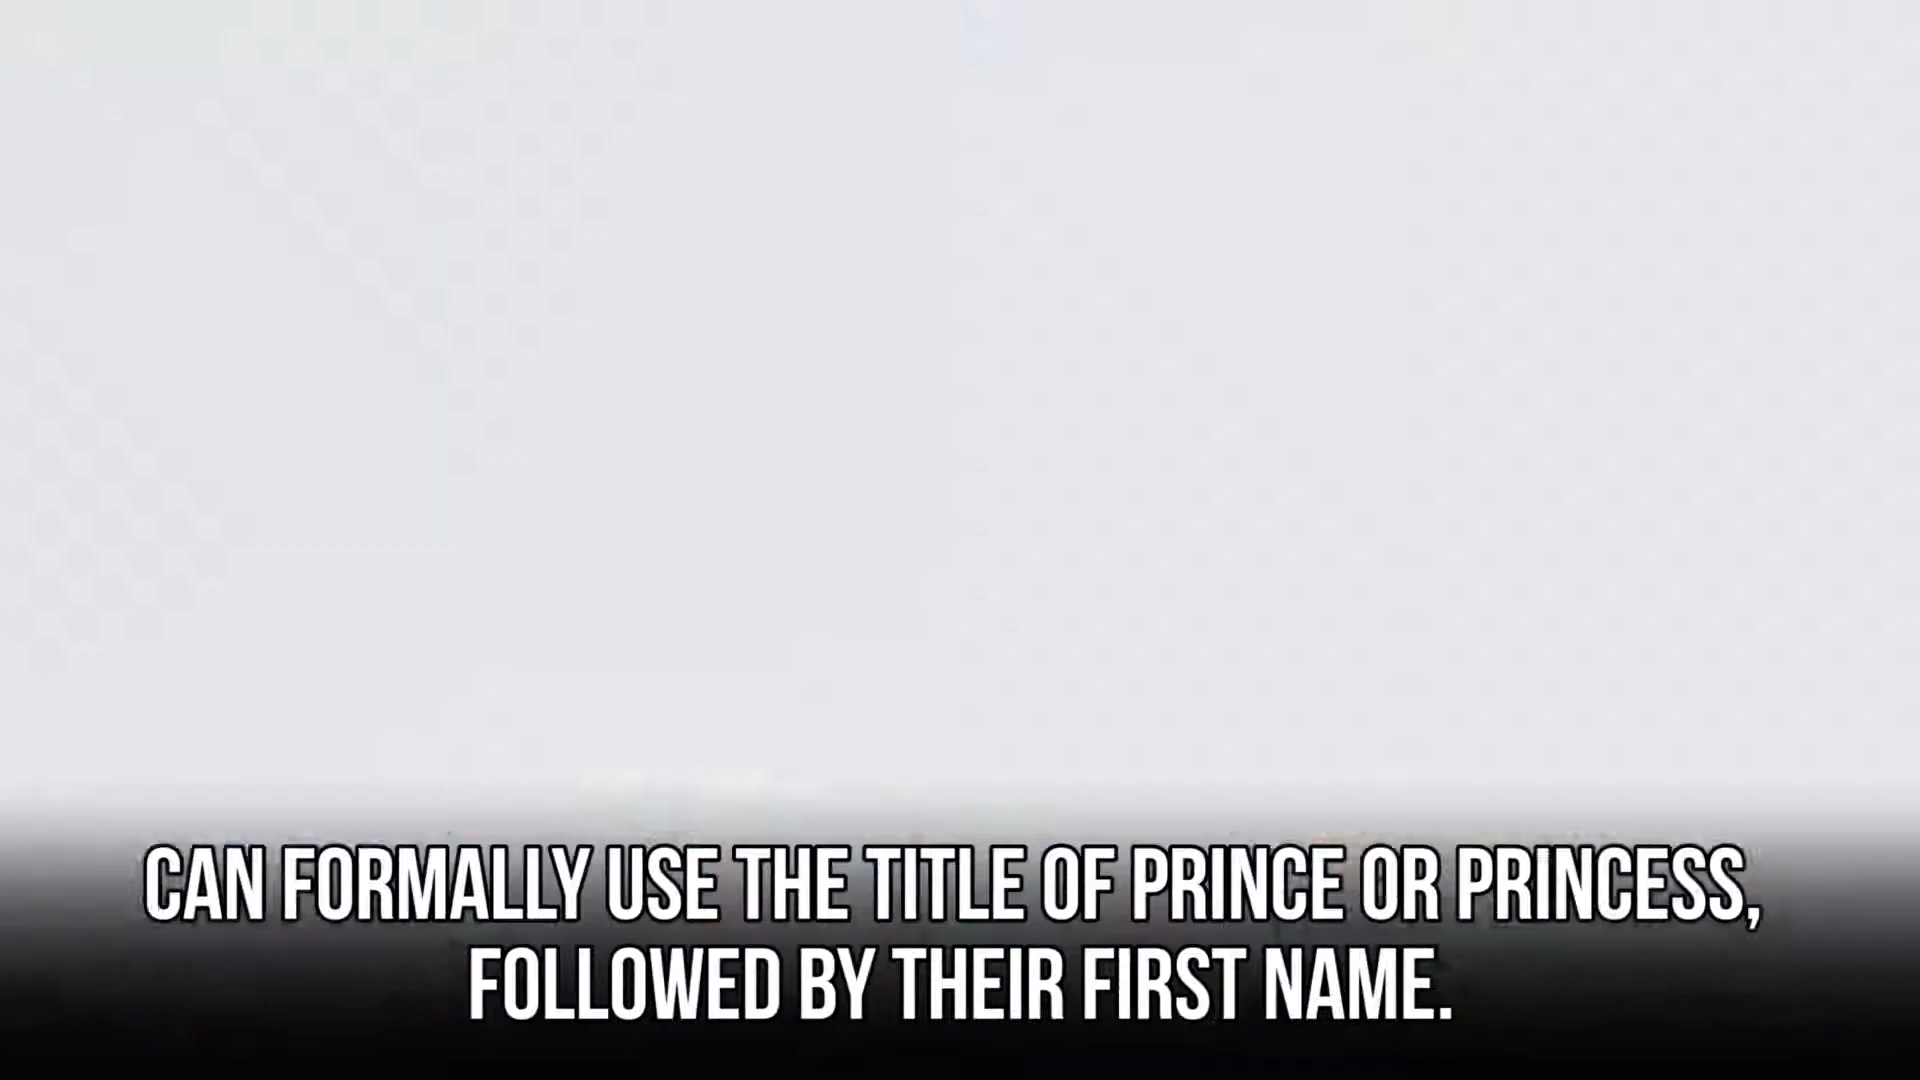 CAN FORMALLY USE THE TITLE OF PRINCE OR PRINCESS,
FOLLOWED BY THEIR FIRST NAME.